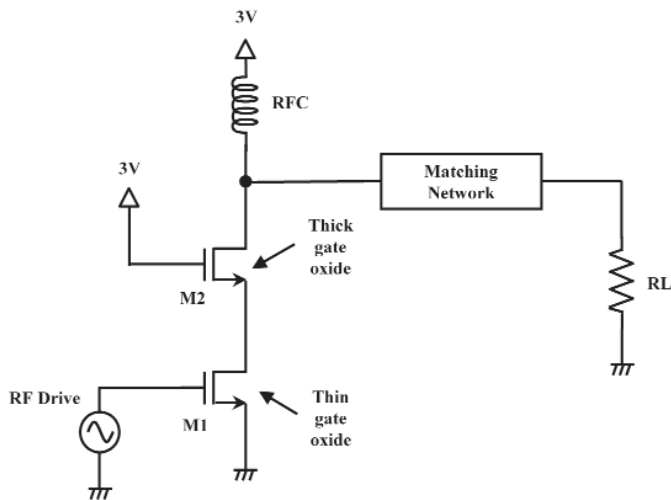 3V
RFC
3V
Matching
Network
Thick
gate
oxide
M2
RL
RF Drive
M1
Thin
gate
oxide